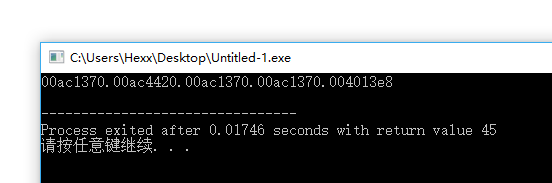 C:\Users\Hexx\Desktop\Untitled-1.exe
00ac1370.00ac4420.00ac1370.00ac1370.004013e8
--------------------------------
Process exited after 0.01746 seconds with return value 45
请按任意键继续. . .